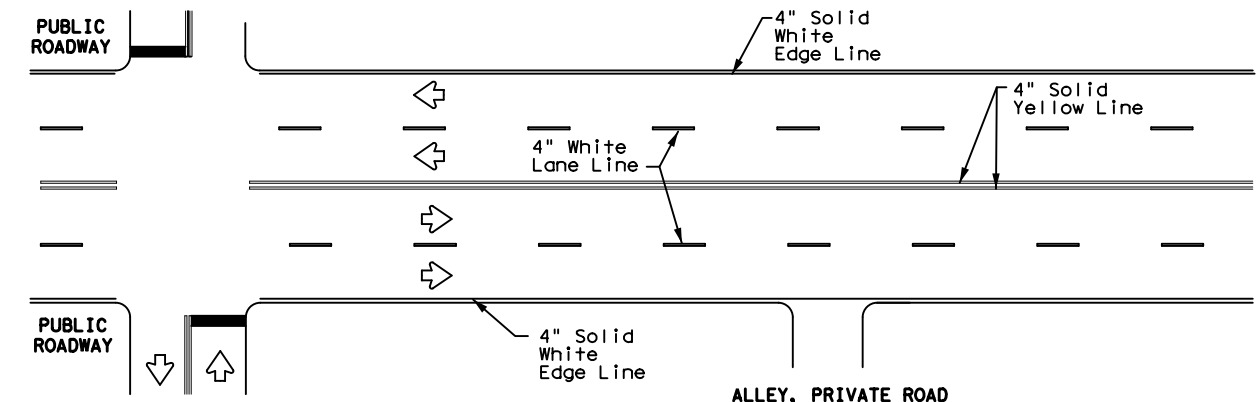 PUBLIC
ROADWAY
4" Solid
White
Edge Line
4" Solid
Yellow Line
4" White
Lane Line
PUBLIC
ROADWAY
4" Solid
White
Edge Line
ALLEY, PRIVATE ROAD